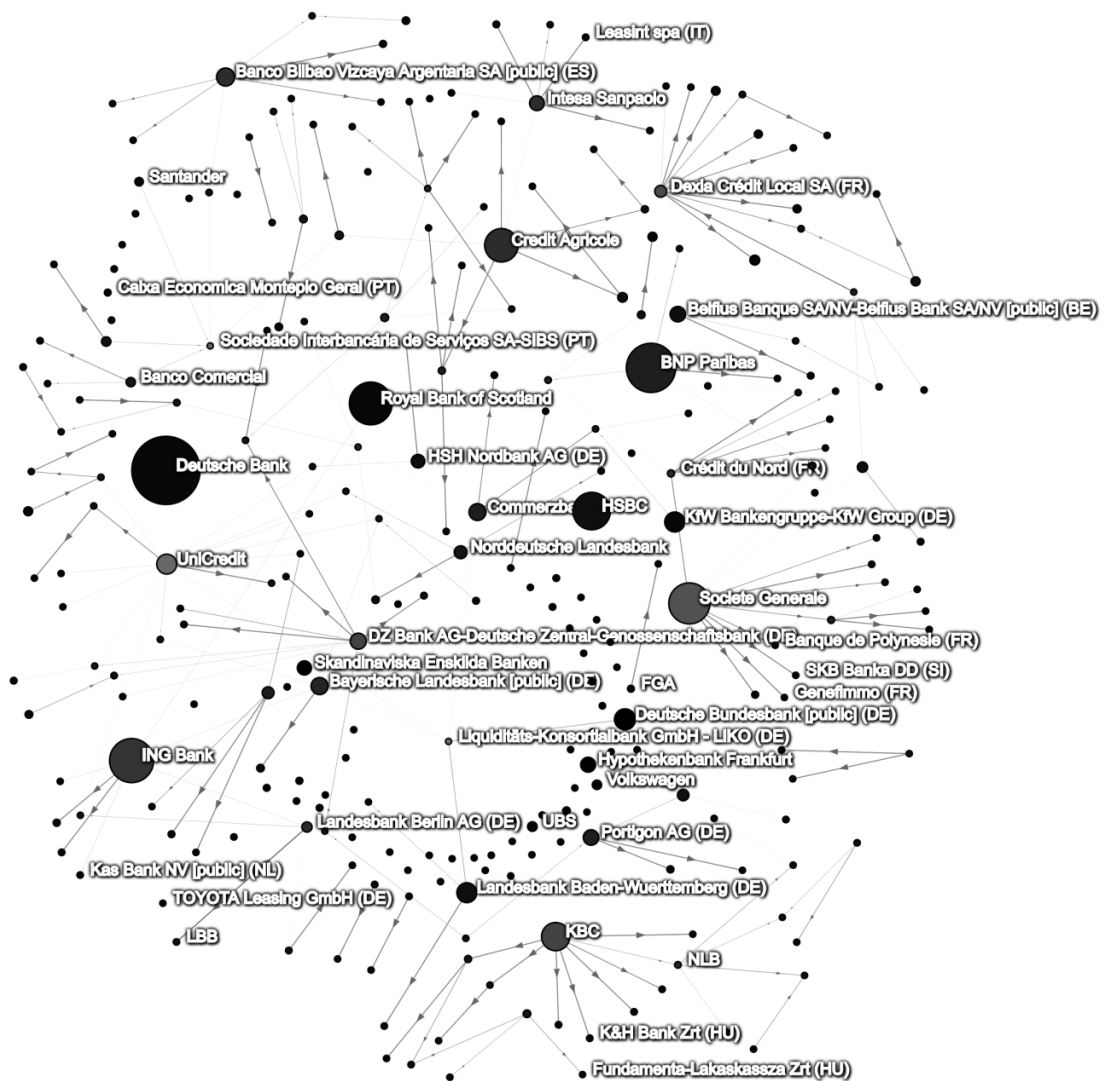 Leasint spa (IT)
Banco Bilbao Vizcaya Argentaria SA [public] (ES)
Intesa Sanpaolo
Santander
Dexia Crédit Local SA (FR)
Credit Agricole
Caixa Economica Montepio Geral (PT)
Belfius Banque SA/NV-Belfius Bank SA/NV [public] (BE)
Sociedade Interbancária de Serviços SA-SIBS (PT)
BNP Paribas
Banco Comercial
Royal Bank of Scotland
HSH Nordbank AG (DE)
Deutsche Bank
Crédit du Nord (FR)
HSBC
KfW Bankengruppe-KfW Group (DE)
Norddeutsche Landesbank
UniCredit
Societe Generale
DZ Bank AG-Deutsche Zentral-Genossenschaftsbank
Banque de Polynesie (FR)
Skandinaviska Enskilda Banken
SKB Banka DD (SI)
Bayerische Landesbank [public] (DE)
FGA
Genefimmo (FR)
Deutsche Bundesbank [public] (DE)
Liquiditäts-Konsortialbank GmbH - LIKO (DE)
ING Bank
Hypothekenbank Frankfurt
Volkswagen
Landesbank Berlin AG (DE)
UBS
Portigon AG (DE)
Kas Bank NV [public] (NL)
Landesbank Baden-Wuerttemberg (DE)
TOYOTA Leasing GmbH (DE)
LBB
KBC
NLB
K&H Bank Zrt (HU)
Fundamenta-Lakaskassza Zrt (HU)